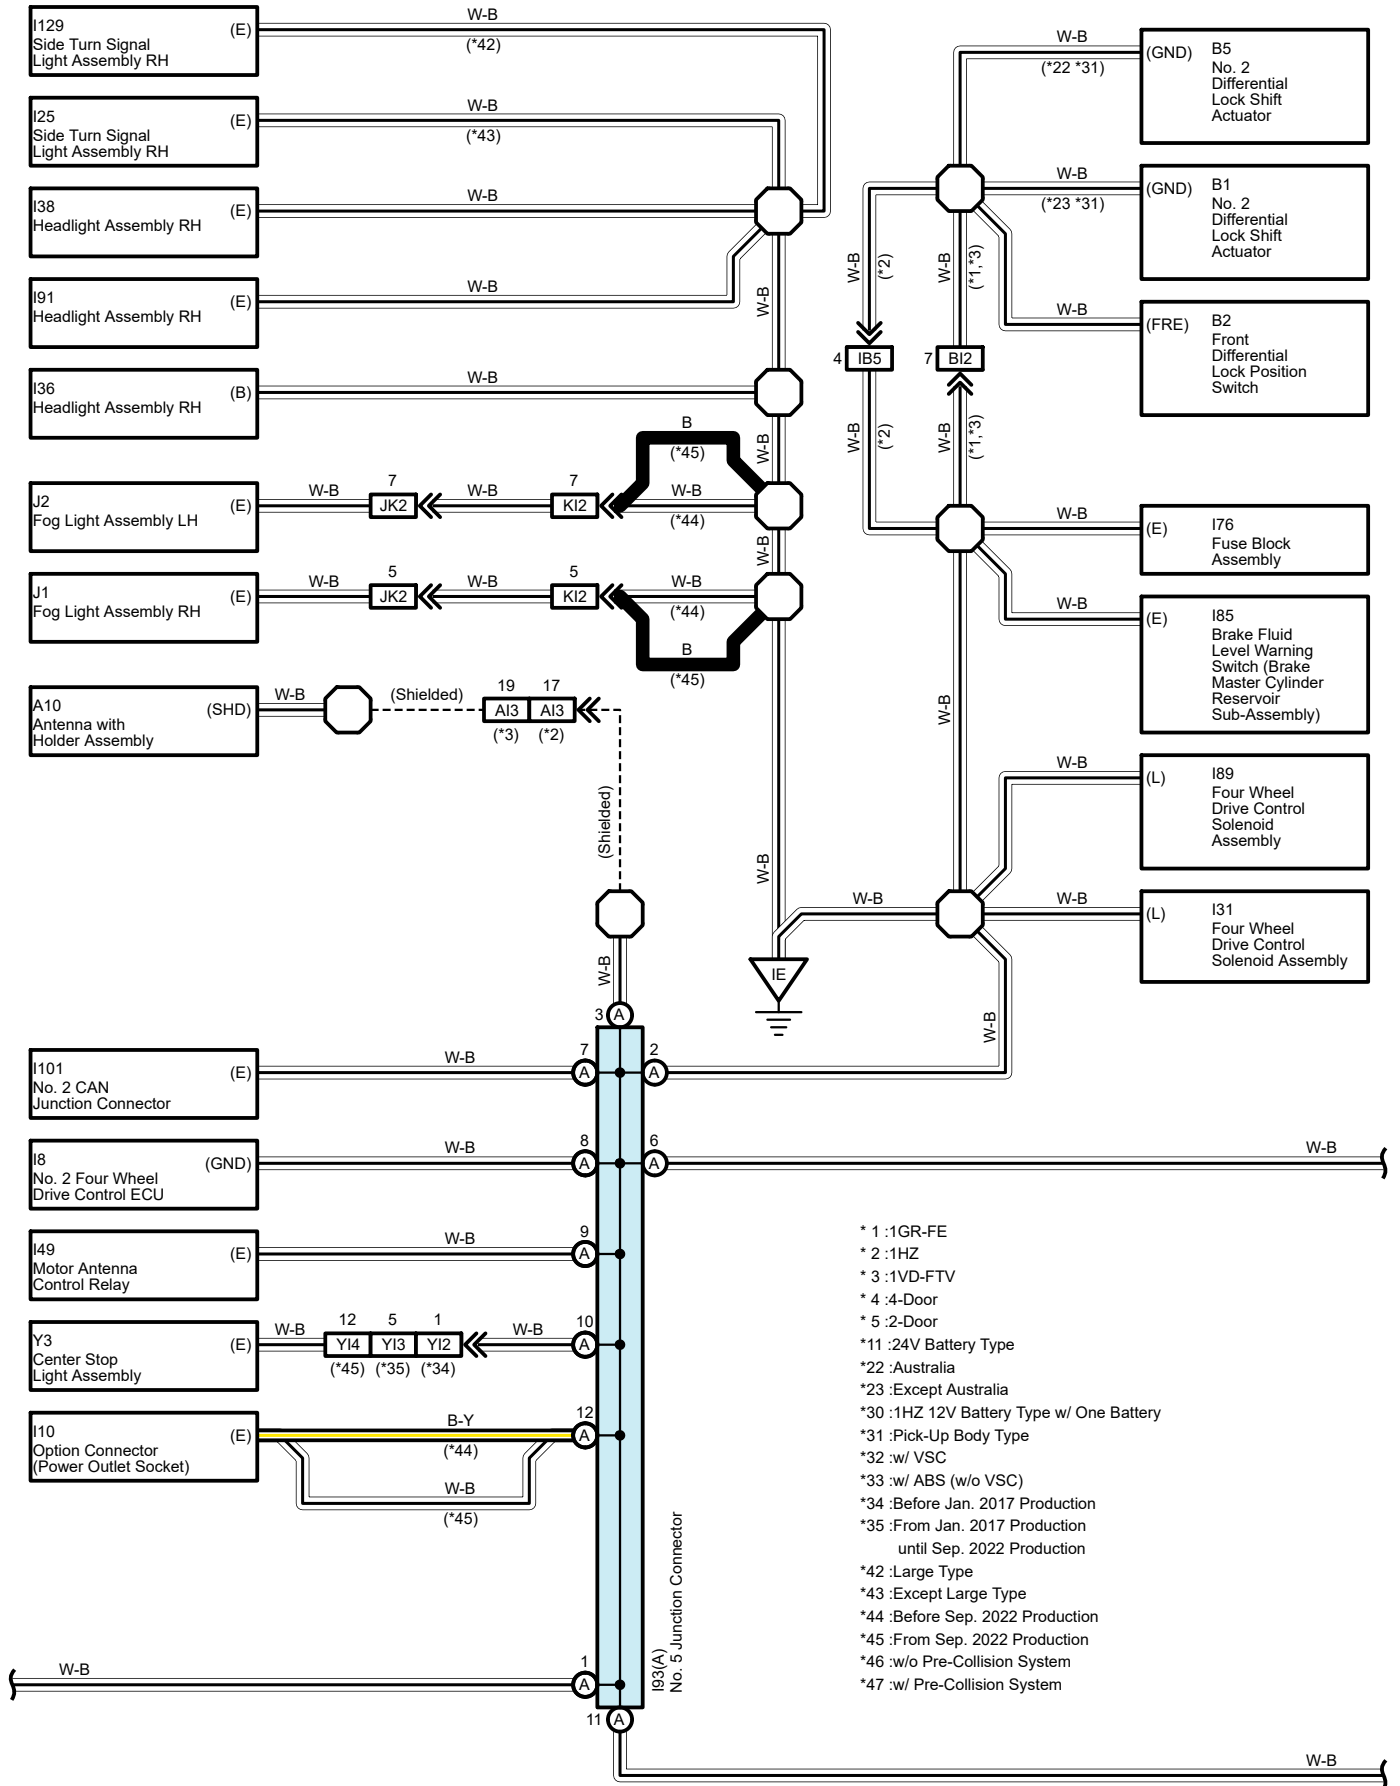 I129
(E)
Side Turn Signal
Light Assembly RH
W-B
(*42)
I25
(E)
Side Turn Signal
Light Assembly RH
W-B
(*43)
I38
(E)
Headlight Assembly RH
W-B
I91
(E)
Headlight Assembly RH
W-B
W-B
I36
(B)
Headlight Assembly RH
W-B
W-B
B
(*45)
J2
(E)
Fog Light Assembly LH
W-B
7
JK2
W-B
7
KI2
W-B
(*44)
W-B
J1
(E)
Fog Light Assembly RH
W-B
5
JK2
W-B
5
KI2
W-B
(*44)
B
(*45)
A10
(SHD)
Antenna with
Holder Assembly
W-B
(Shielded)
19
17
AI3
AI3
(*3)
(*2)
(Shielded)
W-B
W-B
IE
W-B
(*22 *31)
(GND)
B5
No. 2
Differential
Lock Shift
Actuator
W-B
(*23 *31)
(GND)
B1
No. 2
Differential
Lock Shift
Actuator
W-B
(*2)
W-B
(*1,*3)
W-B
(FRE)
B2
Front
Differential
Lock Position
Switch
4
IB5
7
BI2
W-B
(*2)
W-B
(*1,*3)
W-B
(E)
I76
Fuse Block
Assembly
W-B
(E)
I85
Brake Fluid
Level Warning
Switch (Brake
Master Cylinder
Reservoir
Sub-Assembly)
W-B
W-B
(L)
I89
Four Wheel
Drive Control
Solenoid
Assembly
W-B
W-B
(L)
I31
Four Wheel
Drive Control
Solenoid Assembly
W-B
3
A
I101
(E)
No. 2 CAN
Junction Connector
W-B
7
A
2
A
I8
(GND)
No. 2 Four Wheel
Drive Control ECU
W-B
8
A
6
A
W-B
I49
(E)
Motor Antenna
Control Relay
W-B
9
A
Y3
(E)
Center Stop
Light Assembly
W-B
12
5
1
YI4
YI3
YI2
(*45)
(*35)
(*34)
W-B
10
A
I10
(E)
Option Connector
(Power Outlet Socket)
B-Y
(*44)
12
A
W-B
(*45)
I93(A)
No. 5 Junction Connector
W-B
1
A
11
A
W-B
* 1 :1GR-FE
* 2 :1HZ
* 3 :1VD-FTV
* 4 :4-Door
* 5 :2-Door
*11 :24V Battery Type
*22 :Australia
*23 :Except Australia
*30 :1HZ 12V Battery Type w/ One Battery
*31 :Pick-Up Body Type
*32 :w/ VSC
*33 :w/ ABS (w/o VSC)
*34 :Before Jan. 2017 Production
*35 :From Jan. 2017 Production
until Sep. 2022 Production
*42 :Large Type
*43 :Except Large Type
*44 :Before Sep. 2022 Production
*45 :From Sep. 2022 Production
*46 :w/o Pre-Collision System
*47 :w/ Pre-Collision System